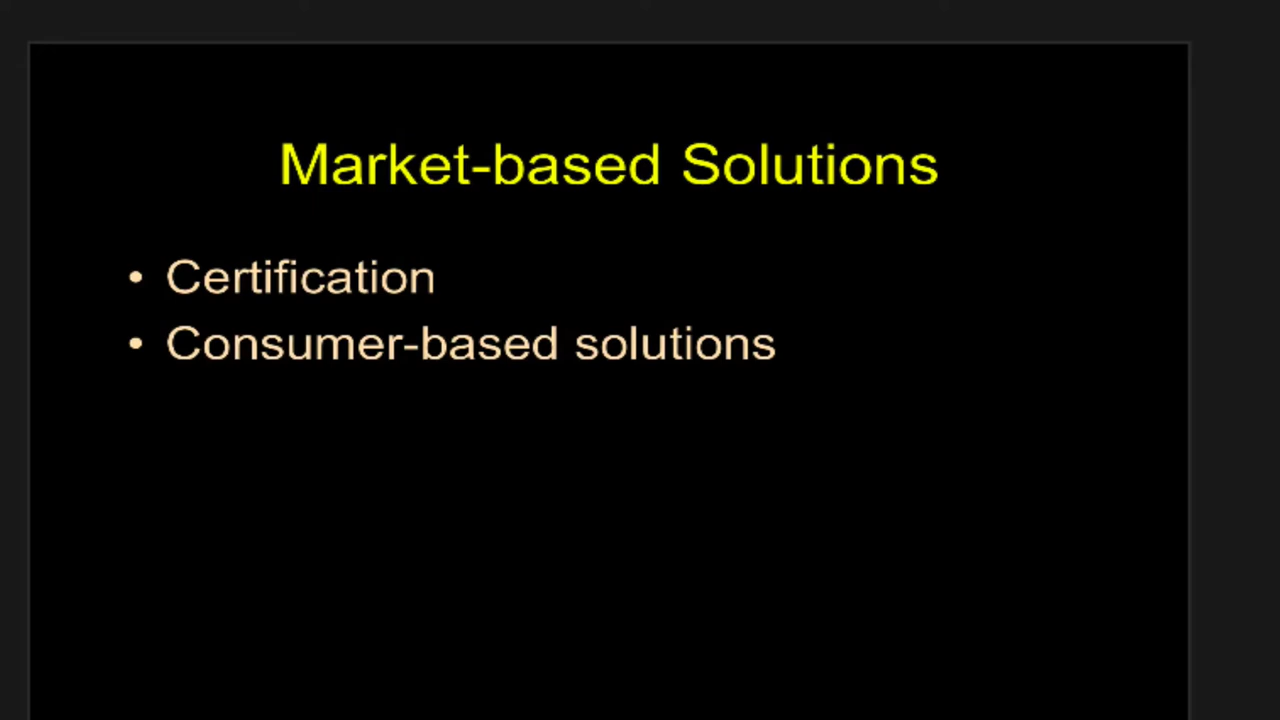 Market-based Solutions
• Certification
• Consumer-based solutions